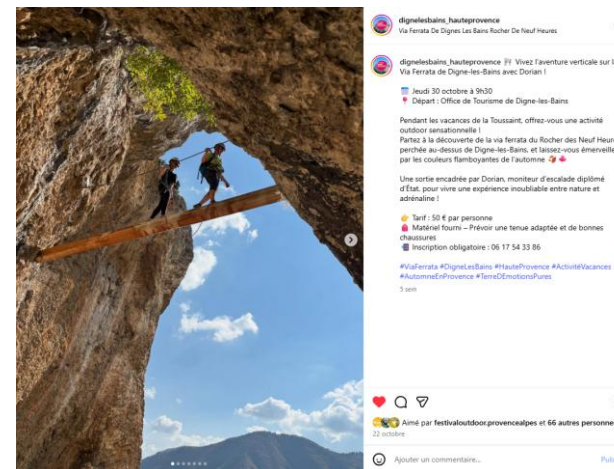 dignelesbains_hauteprovence
Via Ferrata De Dignes Les Bains Rocher De Neuf Heures
dignelesbains_hauteprovence Vivez l'aventure verticale sur l
Via Ferrata de Digne-les-Bains avec Dorian !
Jeudi 30 octobre à 9h30
Départ : Office de Tourisme de Digne-les-Bains
Pendant les vacances de la Toussaint, offrez-vous une activité
outdoor sensationnelle !
Partez à la découverte de la via ferrata du Rocher des Neuf Heure
perchée au-dessus de Digne-les-Bains, et laissez-vous émerveille
par les couleurs flamboyantes de l'automne 🍂 🍁
Une sortie encadrée par Dorian, moniteur d'escalade diplômé
d'État, pour vivre une expérience inoubliable entre nature et
adrénaline !
👉 Tarif : 50 € par personne
🎒 Matériel fourni – Prévoir une tenue adaptée et de bonnes
chaussures
📲 Inscription obligatoire : 06 17 54 33 86
#ViaFerrata #DigneLesBains #HauteProvence #ActivitéVacances
#AutomneEnProvence #TerreDEmotionsPures
5 sem
Aimé par festivaloutdoor.provencealpes et 66 autres personne
22 octobre
Ajouter un commentaire...
Publ